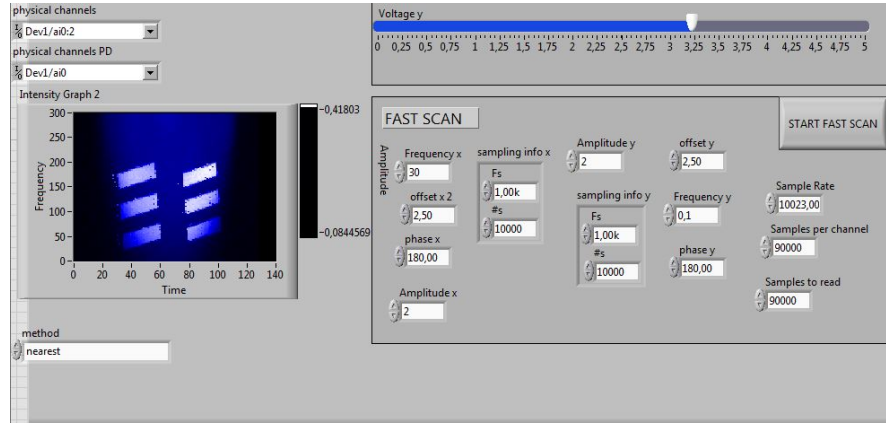 physical channels
Dev1/ai0:2
physical channels PD
Dev1/ai0
Intensity Graph 2
300
250
200
150
100
50
0
Frequency
0 20 40 60 80 100 120 140
Time
-0,41803
-0,0844569
method
nearest
Voltage y
0 0,25 0,5 0,75 1 1,25 1,5 1,75 2 2,25 2,5 2,75 3 3,25 3,5 3,75 4 4,25 4,5 4,75 5
FAST SCAN
START FAST SCAN
Amplitude
Frequency x
30
offset x 2
2,50
phase x
180,00
Amplitude x
2
sampling info x
Fs
1,00k
#s
10000
Amplitude y
2
sampling info y
Fs
1,00k
#s
10000
offset y
2,50
Frequency y
0,1
phase y
180,00
Sample Rate
10023,00
Samples per channel
90000
Samples to read
90000